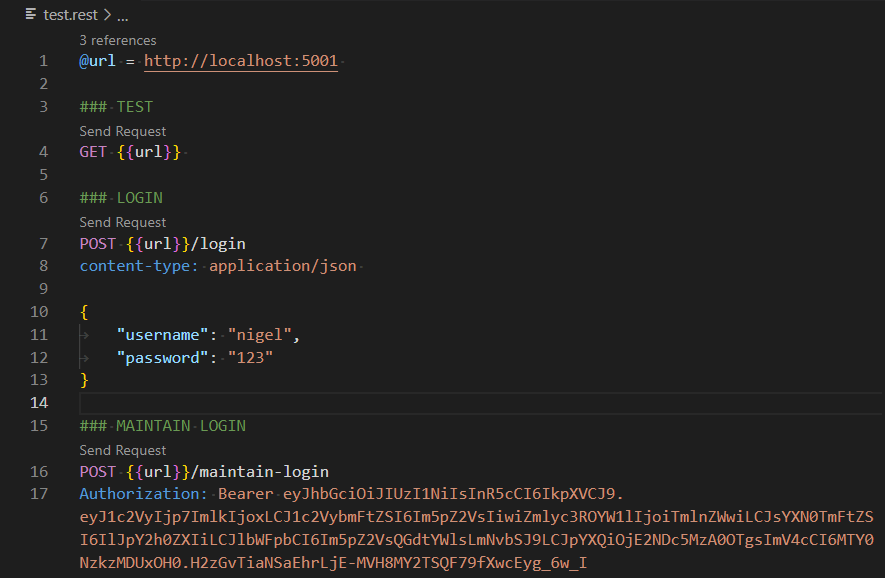 test.rest > ...
3 references
1 @url = http://localhost:5001
2
3 ### TEST
Send Request
4 GET {{url}}
5
6 ### LOGIN
Send Request
7 POST {{url}}/login
8 content-type: application/json
9
10 {
11 "username": "nigel",
12 "password": "123"
13 }
14
15 ### MAINTAIN LOGIN
Send Request
16 POST {{url}}/maintain-login
17 Authorization: Bearer eyJhbGciOiJIUzI1NiIsInR5cCI6IkpXVCJ9.
eyJ1c2VyIjp7ImlkIjoxLCJ1c2VybmFtZSI6Im5pZ2VsIiwiZmlyc3ROYW1lIjoiTmlnZWwiLCJsYXN0TmFtZS
I6IlJpY2h0ZXIiLCJlbWFpbCI6Im5pZ2VsQGdtYWlsLmNvbSJ9LCJpYXQiOjE2NDc5MzA0OTgsImV4cCI6MTY0
NzkzMDUxOH0.H2zGvTiaNSaEhrLjE-MVH8MY2TSQF79fXwcEyg_6w_I